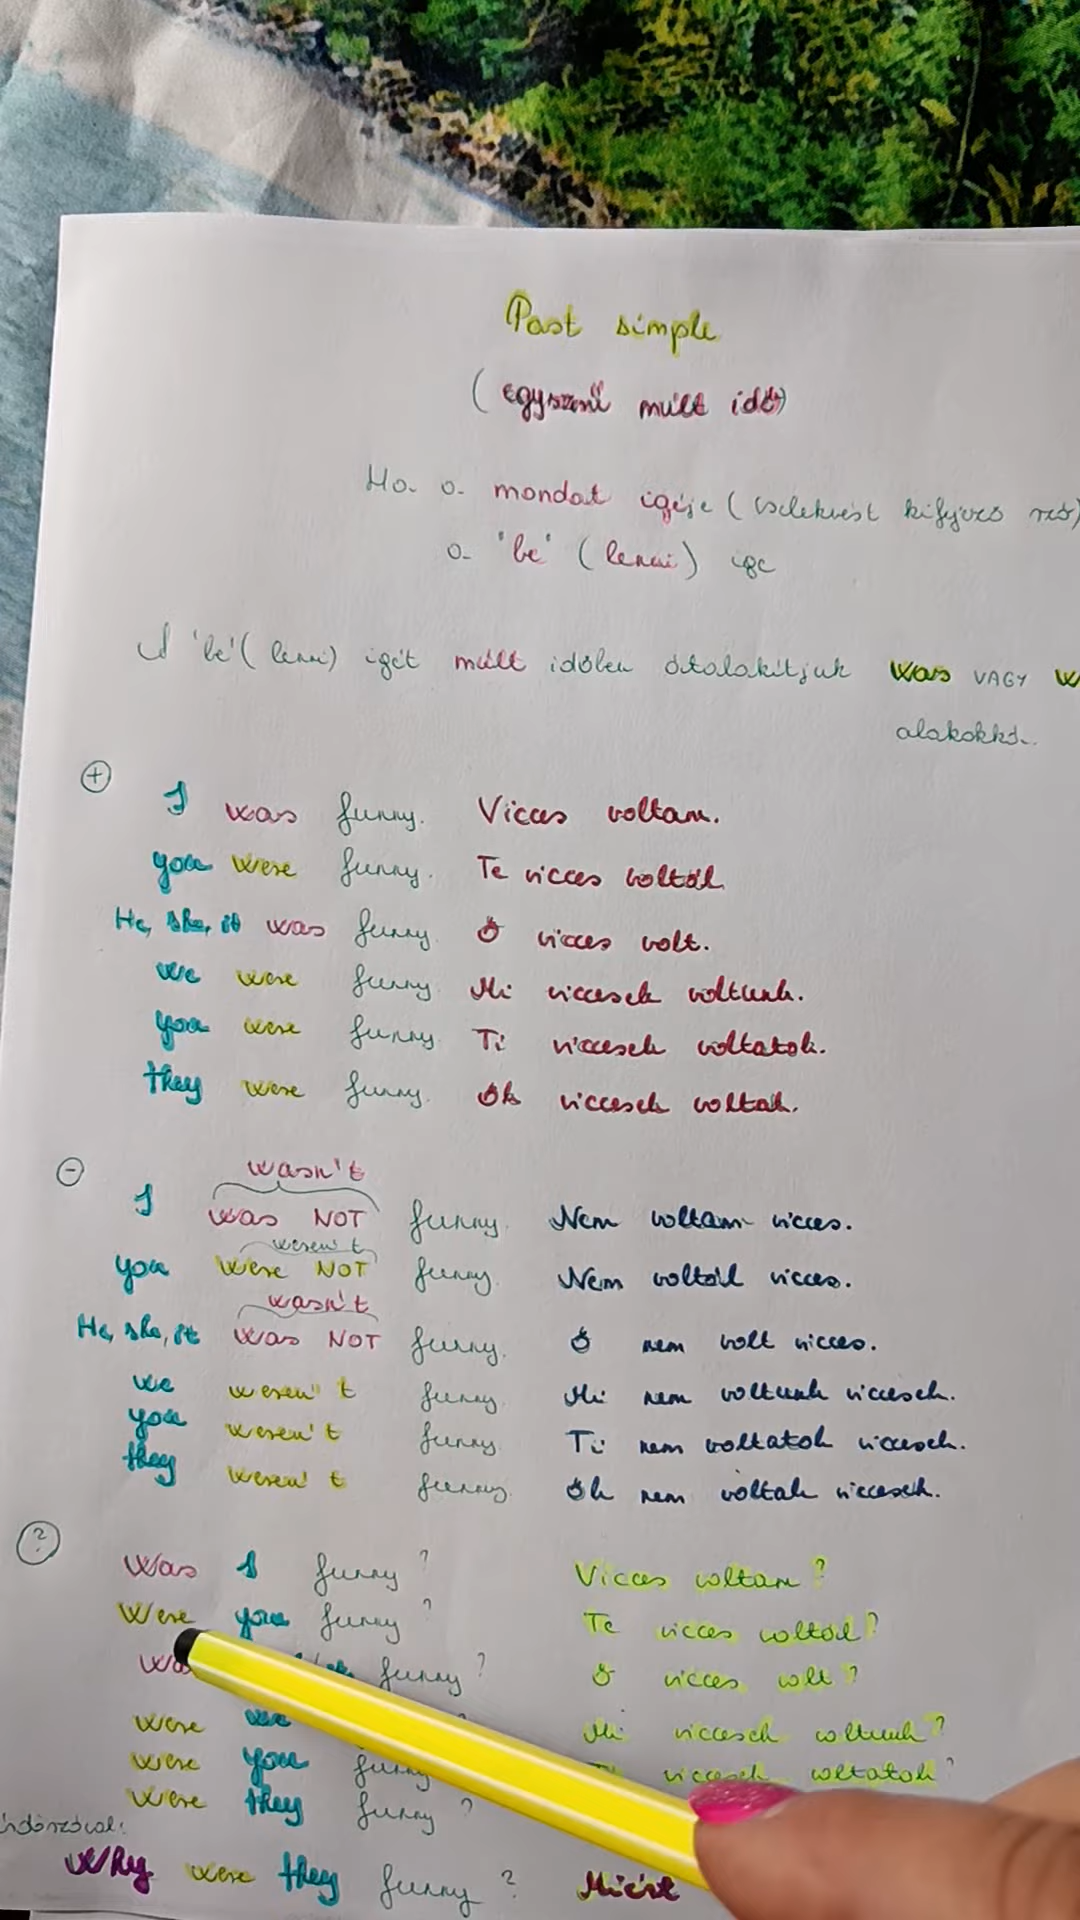 Past simple
(egyszerű múlt idő)
Ha a mondat igéje (cselekvést kifejező szó)
a 'be' (lenni) ige
A 'be' (lenni) igét múlt időben átalakítjuk was VAGY w
alakokká.
+
I was funny. Vicces voltam.
you were funny. Te vicces voltál.
He, she, it was funny. Ő vicces volt.
we were funny. Mi viccesek voltunk.
you were funny. Ti viccesek voltatok.
they were funny. Ők viccesek voltak.
-
wasn't
I was NOT funny. Nem voltam vicces.
weren't
you were NOT funny. Nem voltál vicces.
wasn't
He, she, it was NOT funny. Ő nem volt vicces.
we weren't funny. Mi nem voltunk viccesek.
you weren't funny. Ti nem voltatok viccesek.
they weren't funny. Ők nem voltak viccesek.
?
Was I funny? Vicces voltam?
Were you funny? Te vicces voltál?
funny? Ő vicces volt?
were we Mi viccesek voltunk?
were you funny viccesek voltatok?
were they funny?
Why were they funny? Miért